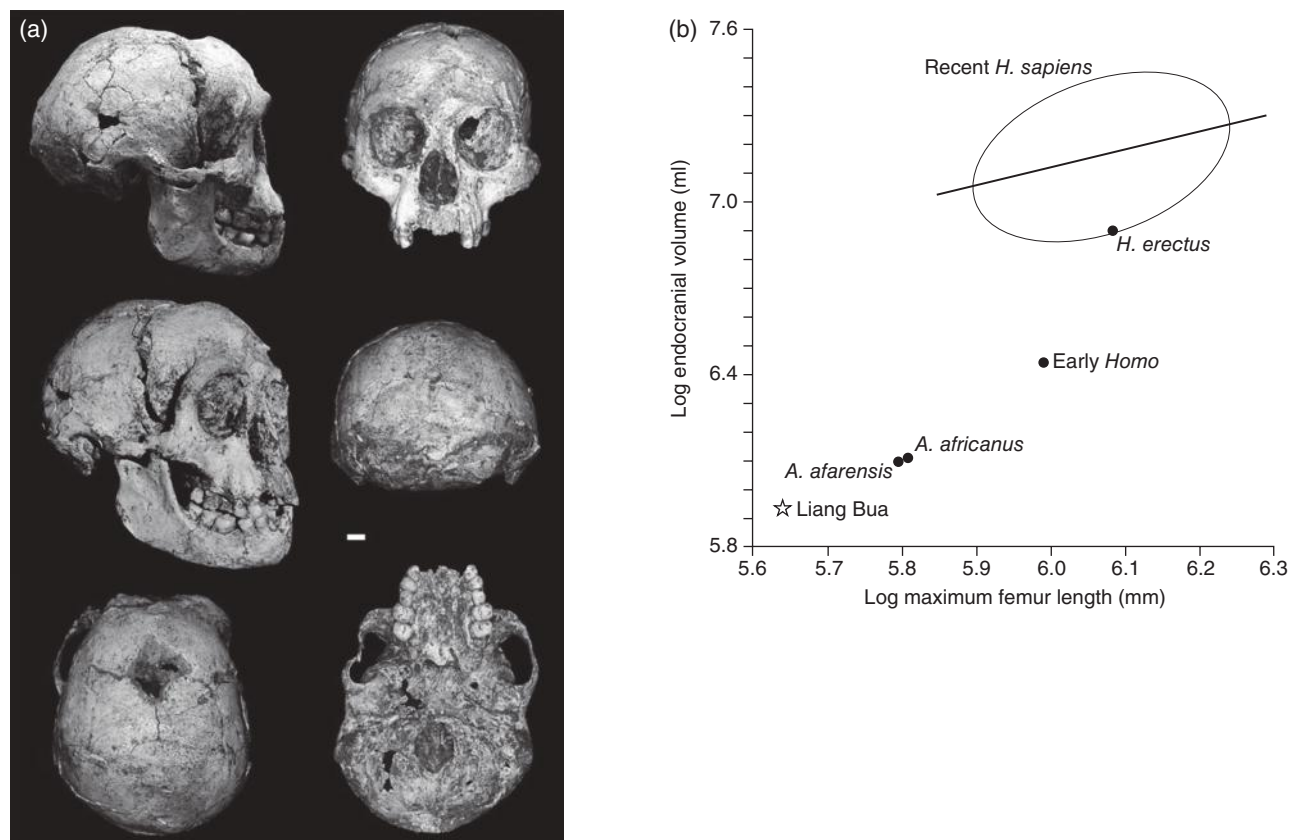 (a)
(b)
7.6
7.0
6.4
5.8
Log endocranial volume (ml)
Recent H. sapiens
H. erectus
Early Homo
A. africanus
A. afarensis
Liang Bua
5.6 5.7 5.8 5.9 6.0 6.1 6.2 6.3
Log maximum femur length (mm)